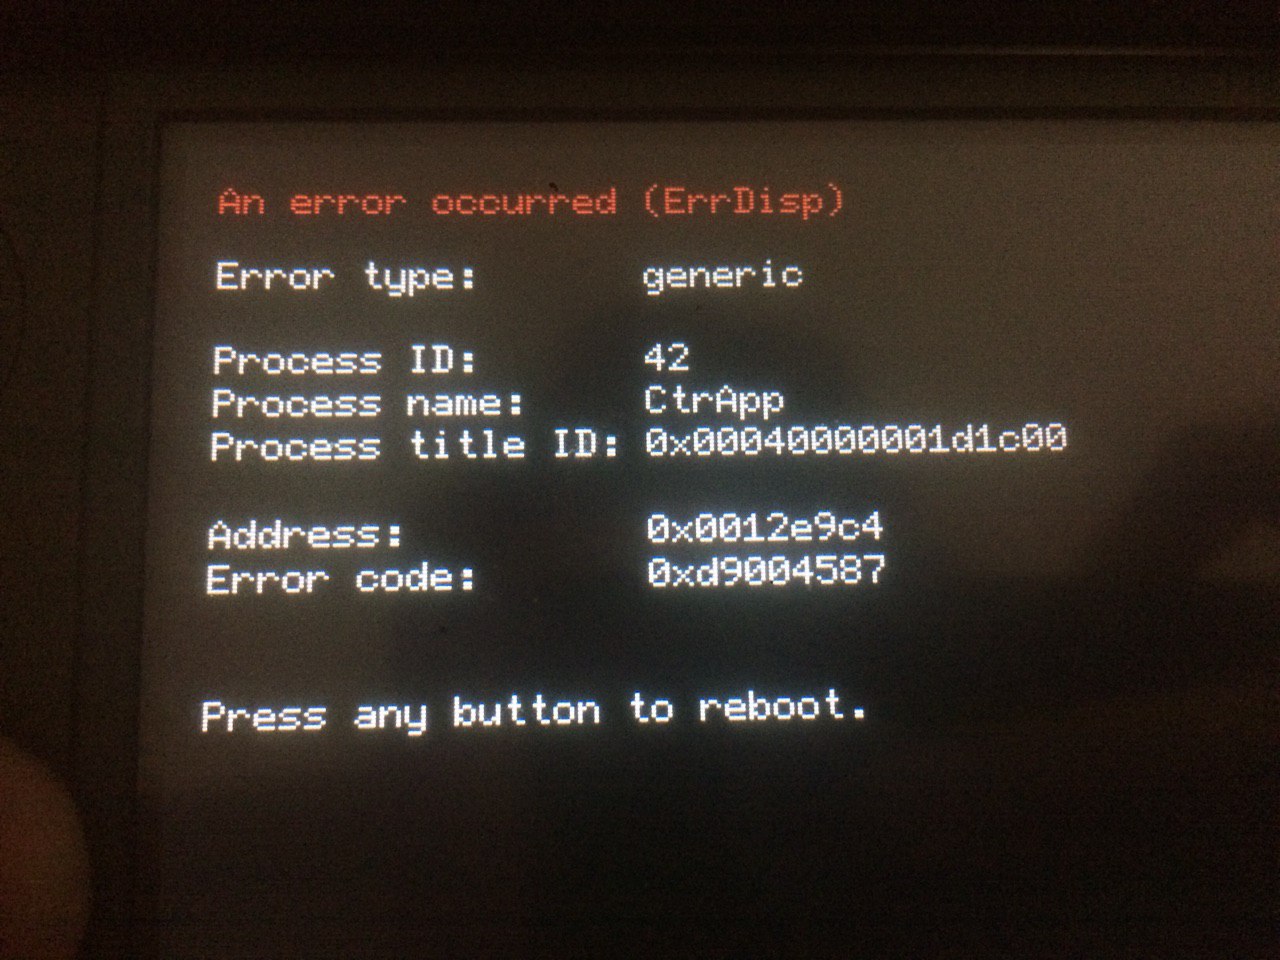 An error occurred (ErrDisp)
Error type: generic
Process ID: 42
Process name: CtrApp
Process title ID: 0x00040000001d1c00
Address: 0x0012e9c4
Error code: 0xd9004587
Press any button to reboot.